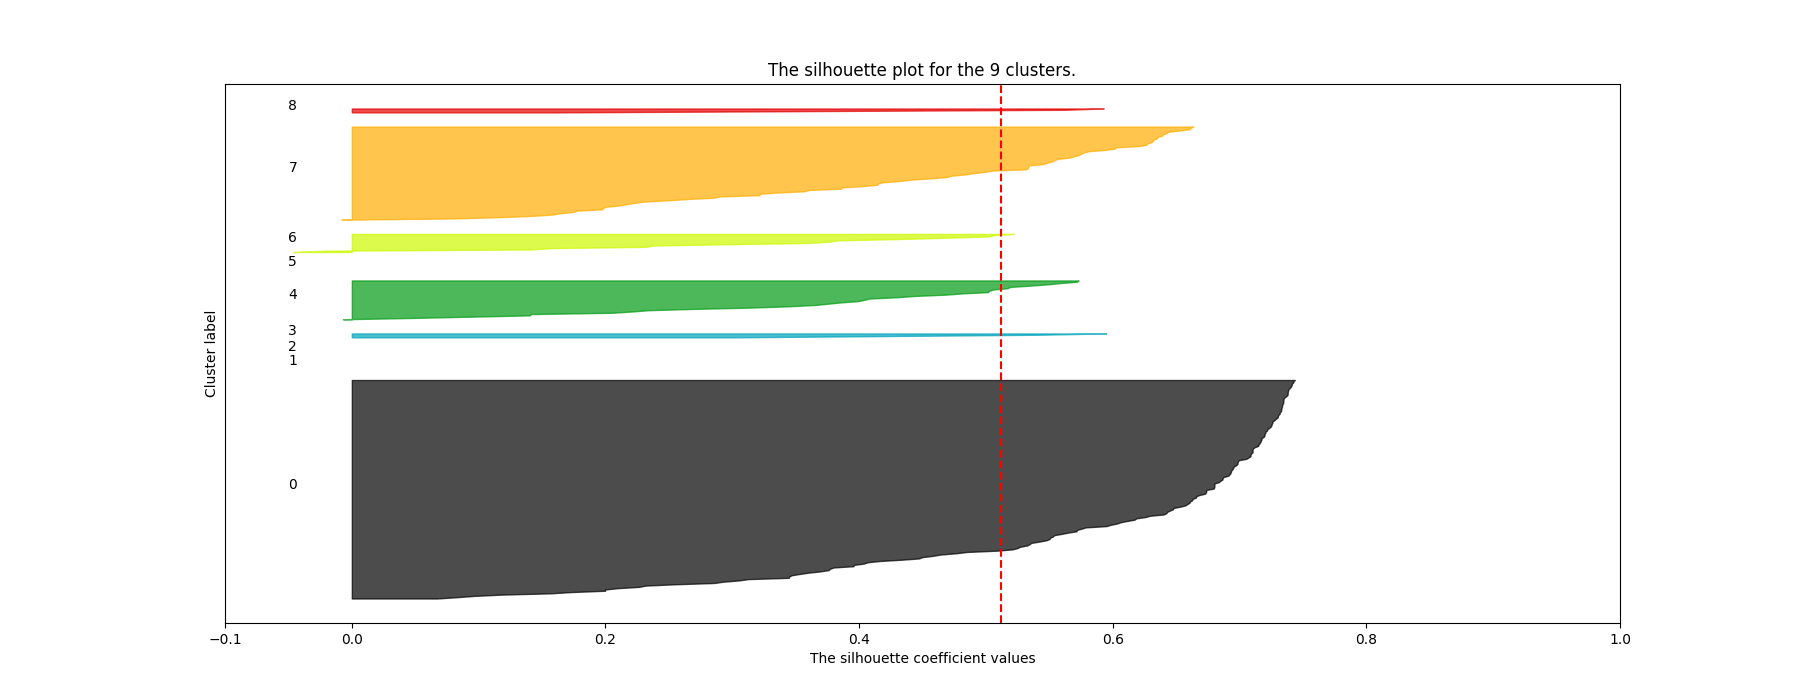 The silhouette plot for the 9 clusters.
8
7
6
5
4
3
2
1
0
Cluster label
−0.1 0.0 0.2 0.4 0.6 0.8 1.0
The silhouette coefficient values